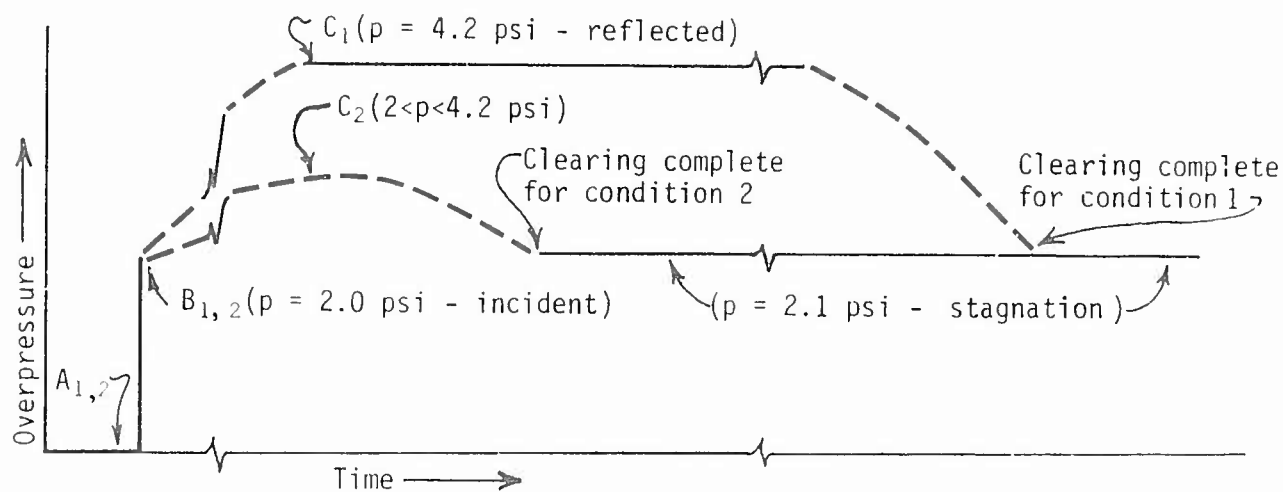 C₁(p = 4.2 psi - reflected)
C₂(2<p<4.2 psi)
Clearing complete
for condition 2
Clearing complete
for condition 1
B₁,₂(p = 2.0 psi - incident)
(p = 2.1 psi - stagnation)
A₁,₂
Overpressure
Time